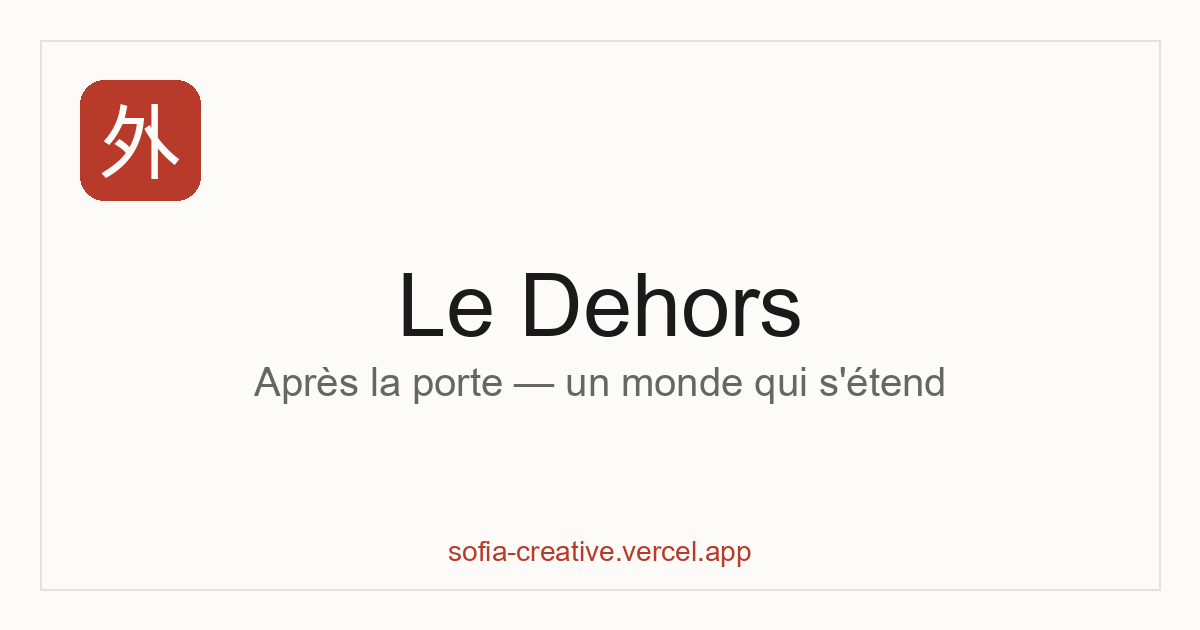 外
Le Dehors
Après la porte — un monde qui s'étend
sofia-creative.vercel.app